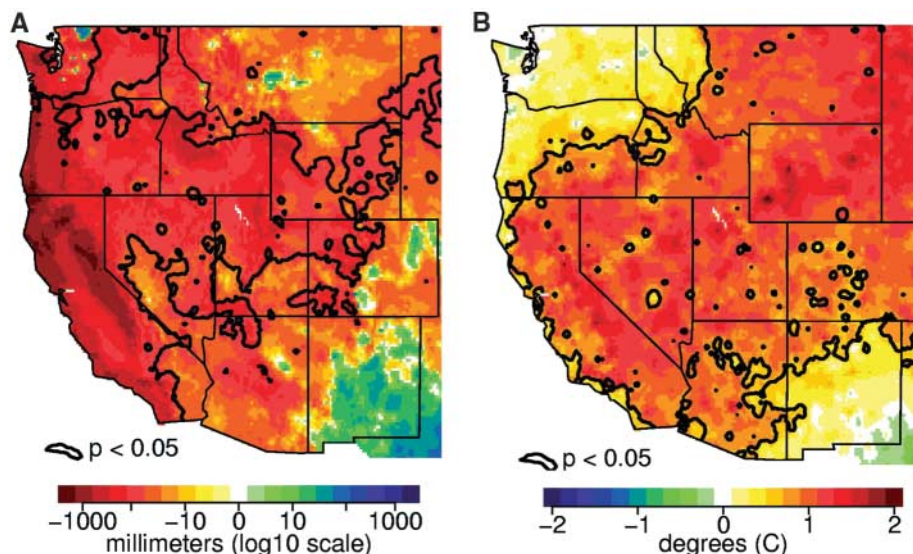 A
B
p < 0.05
p < 0.05
-1000 -10 0 10 1000
millimeters (log10 scale)
-2 -1 0 1 2
degrees (C)